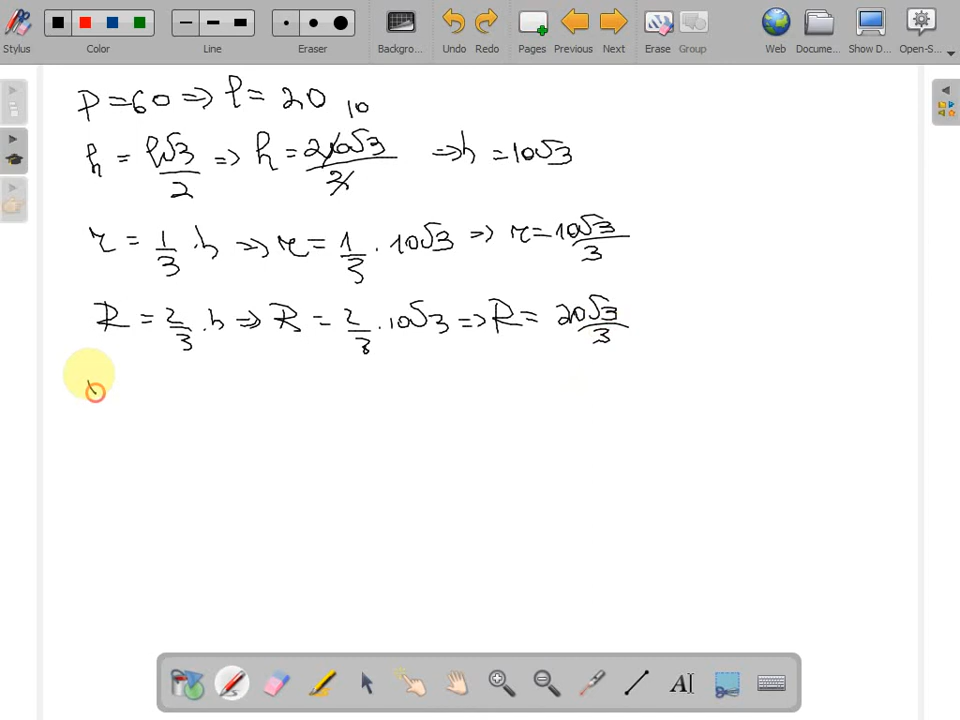 Stylus Color Line Eraser Backgro... Undo Redo Pages Previous Next Erase Group Web Docume... Show D... Open-S...
P = 60 => l = 20
h = l√3/2 => h = 20√3/2 10 => h = 10√3
r = 1/3 . h => r = 1/3 . 10√3 => r = 10√3/3
R = 2/3 . h => R = 2/3 . 10√3 => R = 20√3/3